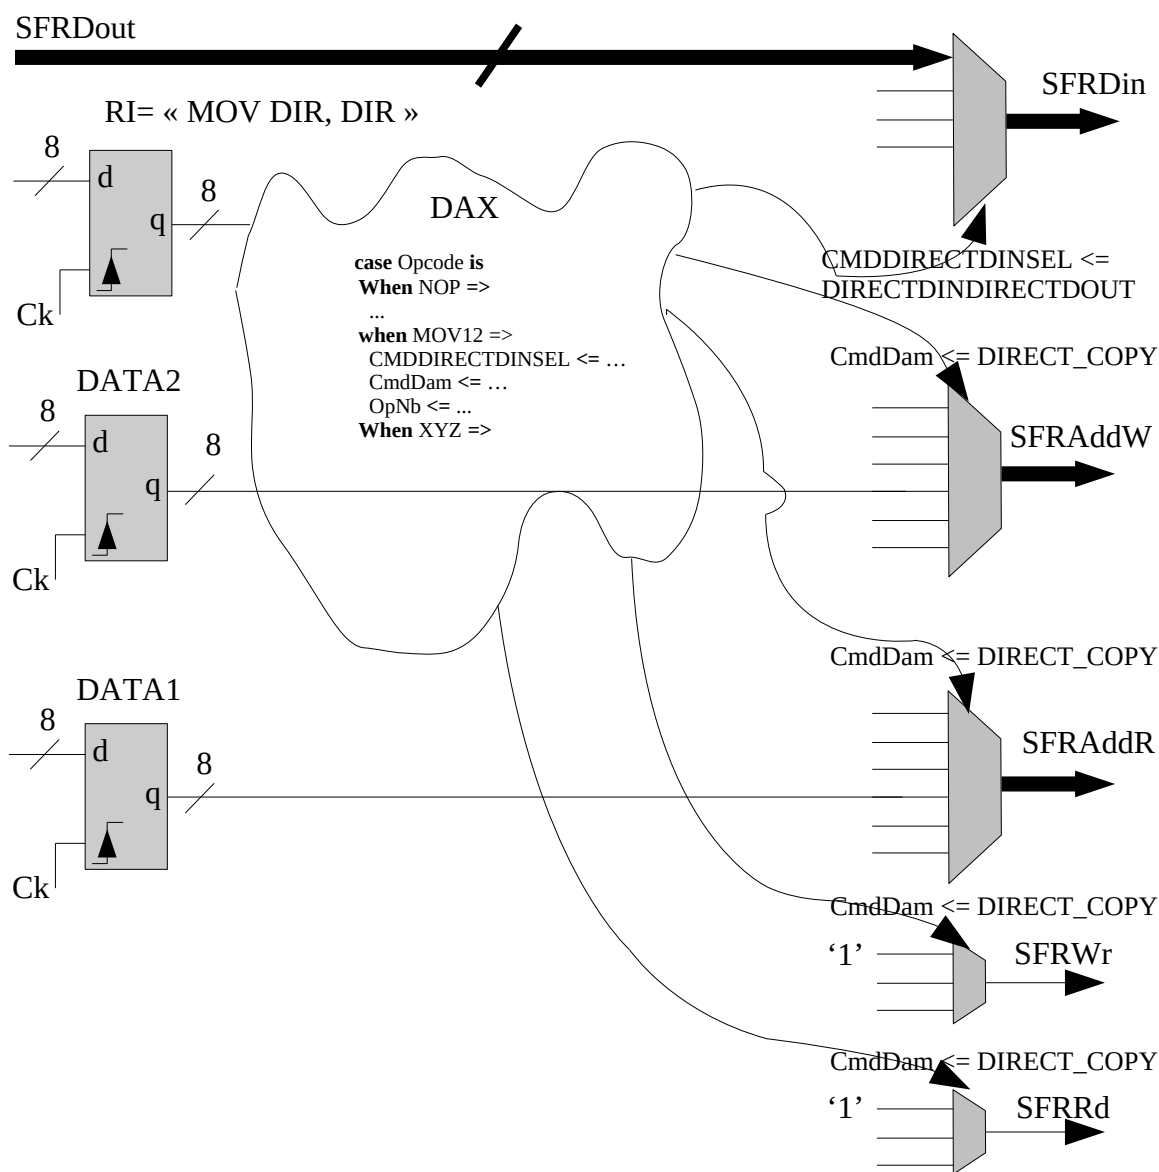 SFRDout
SFRDin
RI= « MOV DIR, DIR »
8
d
q
8
Ck
DAX
case Opcode is
When NOP =>
...
when MOV12 =>
CMDDIRECTDINSEL <= …
CmdDam <= …
OpNb <= ...
When XYZ =>
CMDDIRECTDINSEL <=
DIRECTDINDIRECTDOUT
CmdDam <= DIRECT_COPY
DATA2
8
d
q
8
Ck
SFRAddW
CmdDam <= DIRECT_COPY
DATA1
8
d
q
8
Ck
SFRAddR
CmdDam <= DIRECT_COPY
‘1’
SFRWr
CmdDam <= DIRECT_COPY
‘1’
SFRRd